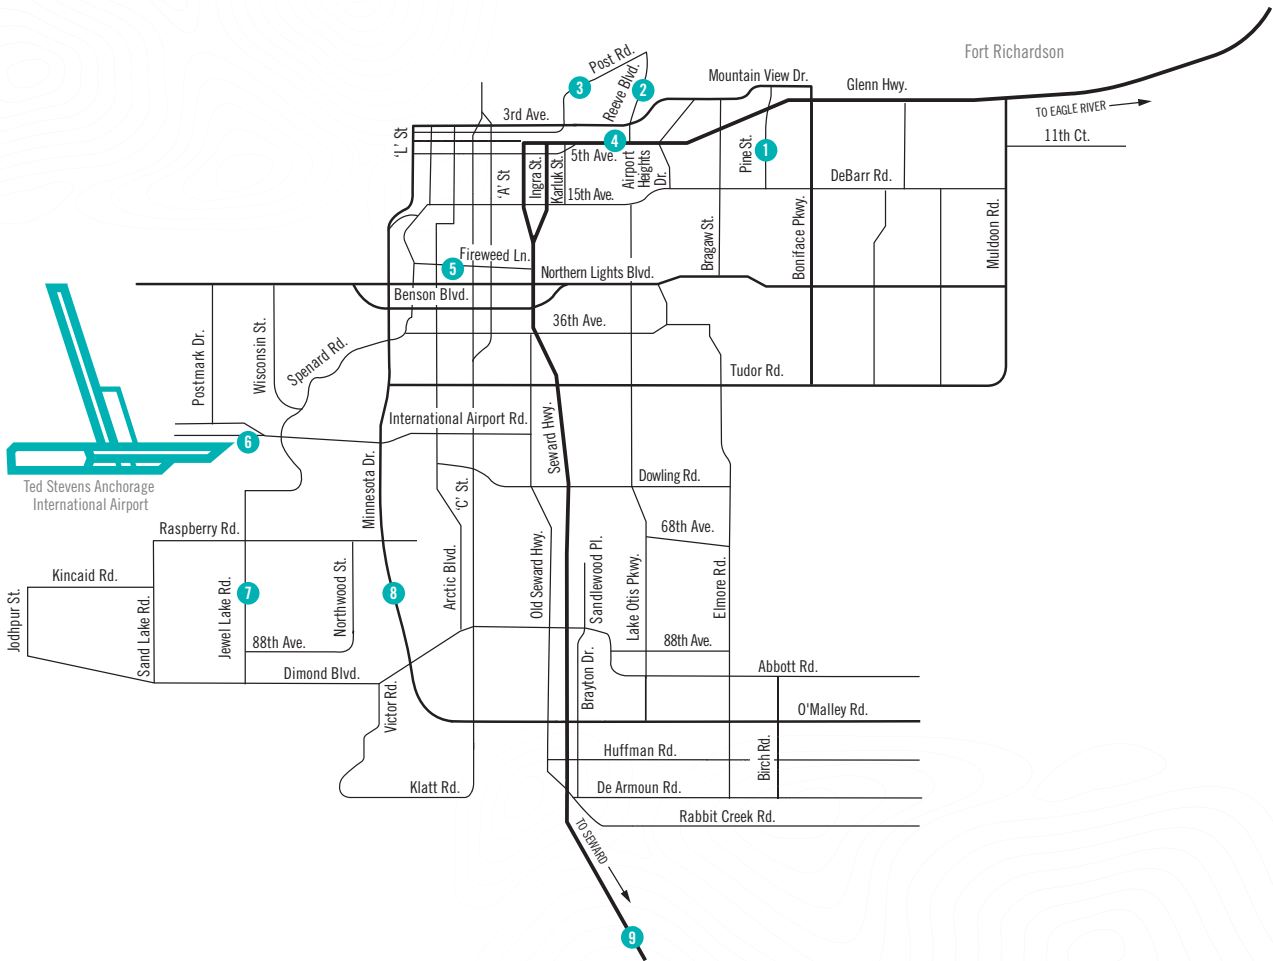 Fort Richardson
Post Rd.
Mountain View Dr.
Glenn Hwy.
3
2
Reeve Blvd.
TO EAGLE RIVER
3rd Ave.
11th Ct.
'L' St
4
5th Ave.
Pine St.
1
Airport
Heights
Dr.
'A' St
Ingra St.
Karluk St.
15th Ave.
DeBarr Rd.
Bragaw St.
Boniface Pkwy.
Muldoon Rd.
Fireweed Ln.
5
Northern Lights Blvd.
Benson Blvd.
36th Ave.
Postmark Dr.
Wisconsin St.
Spenard Rd.
Tudor Rd.
International Airport Rd.
6
Seward Hwy.
Ted Stevens Anchorage
International Airport
Minnesota Dr.
'C' St.
Dowling Rd.
Raspberry Rd.
68th Ave.
Kincaid Rd.
Jodhpur St.
Sand Lake Rd.
Jewel Lake Rd.
7
Northwood St.
8
Arctic Blvd.
Old Seward Hwy.
Sandlewood Pl.
Lake Otis Pkwy.
Elmore Rd.
88th Ave.
88th Ave.
Dimond Blvd.
Abbott Rd.
Victor Rd.
Brayton Dr.
O'Malley Rd.
Huffman Rd.
Birch Rd.
Klatt Rd.
De Armoun Rd.
Rabbit Creek Rd.
TO SEWARD
9